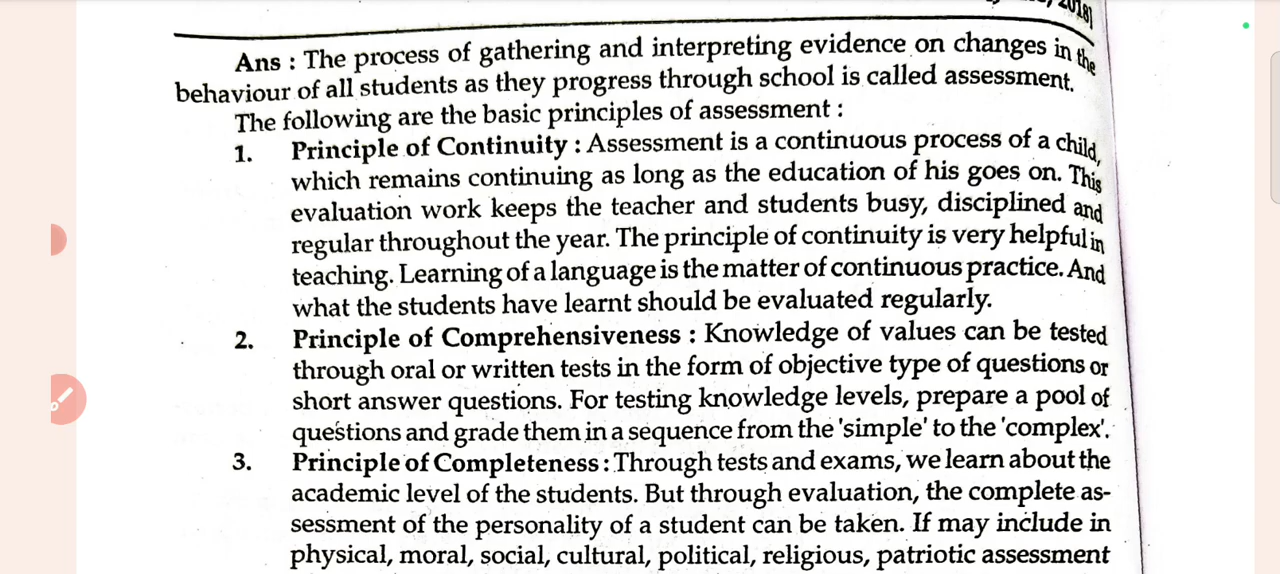 2018]
Ans : The process of gathering and interpreting evidence on changes in the
behaviour of all students as they progress through school is called assessment.
The following are the basic principles of assessment :
1. Principle of Continuity : Assessment is a continuous process of a child,
which remains continuing as long as the education of his goes on. This
evaluation work keeps the teacher and students busy, disciplined and
regular throughout the year. The principle of continuity is very helpful in
teaching. Learning of a language is the matter of continuous practice. And
what the students have learnt should be evaluated regularly.
2. Principle of Comprehensiveness : Knowledge of values can be tested
through oral or written tests in the form of objective type of questions or
short answer questions. For testing knowledge levels, prepare a pool of
questions and grade them in a sequence from the 'simple' to the 'complex'.
3. Principle of Completeness : Through tests and exams, we learn about the
academic level of the students. But through evaluation, the complete as-
sessment of the personality of a student can be taken. If may include in
physical, moral, social, cultural, political, religious, patriotic assessment